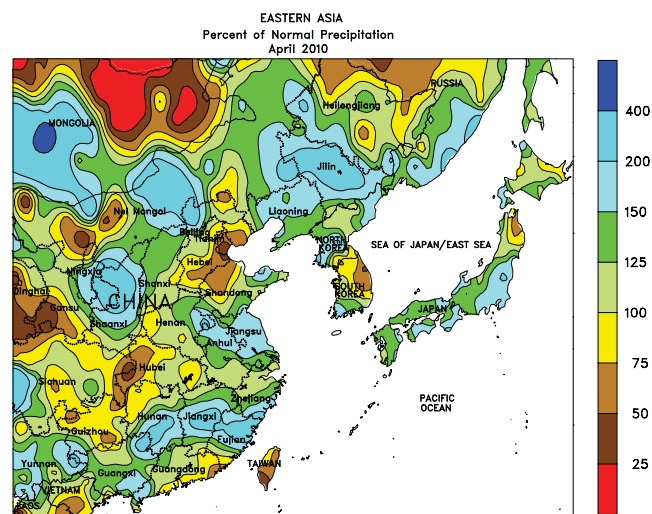 EASTERN ASIA
Percent of Normal Precipitation
April 2010
RUSSIA
Heilongjiang
MONGOLIA
400
200
150
125
100
75
50
25
Jilin
Nei Mongol
Liaoning
Beijing
Tianjin
NORTH
KOREA
SEA OF JAPAN/EAST SEA
Hebei
Ningxia
Shanxi
Qinghai
Shandong
SOUTH
KOREA
CHINA
Gansu
JAPAN
Shaanxi
Henan
Jiangsu
Anhui
Hubei
Sichuan
Zhejiang
PACIFIC
OCEAN
Hunan
Jiangxi
Guizhou
Fujian
Yunnan
Guangxi
Guangdong
TAIWAN
VIETNAM
LAOS